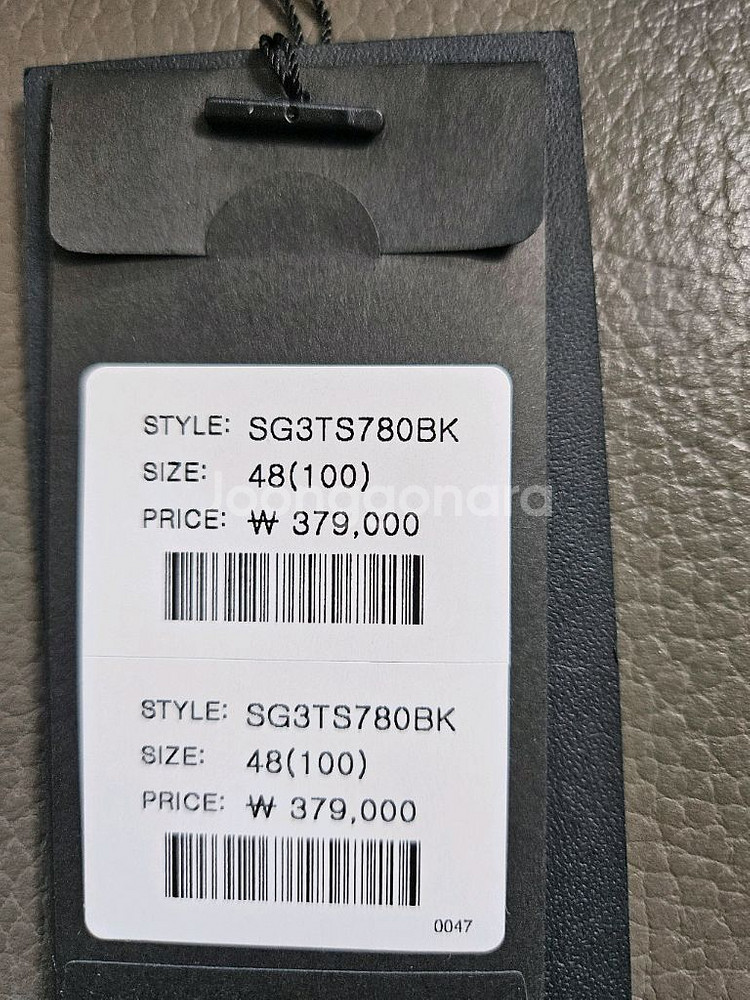 STYLE: SG3TS780BK
SIZE: 48(100)
PRICE: ₩ 379,000
Joonggonara
STYLE: SG3TS780BK
SIZE: 48(100)
PRICE: ₩ 379,000
0047